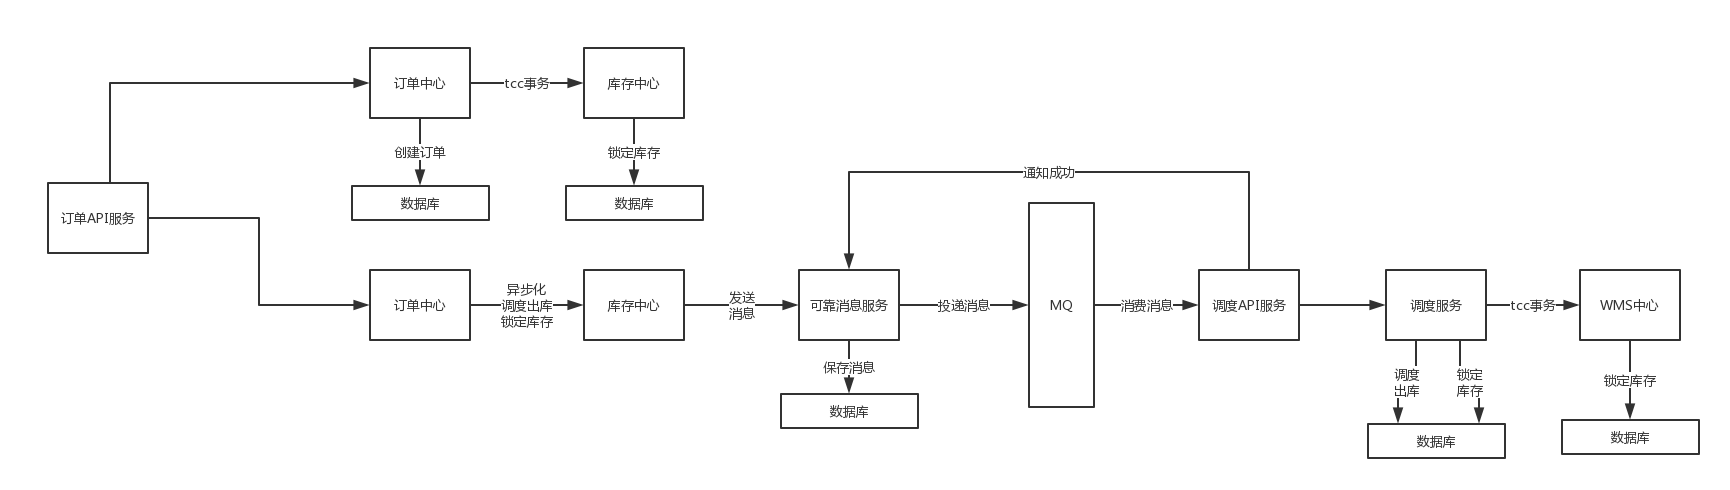 订单中心
tcc事务
库存中心
创建订单
锁定库存
数据库
数据库
通知成功
订单API服务
订单中心
异步化
调度出库
锁定库存
库存中心
发送
消息
可靠消息服务
投递消息
MQ
消费消息
调度API服务
调度服务
tcc事务
WMS中心
保存消息
数据库
调度
出库
锁定
库存
数据库
锁定库存
数据库